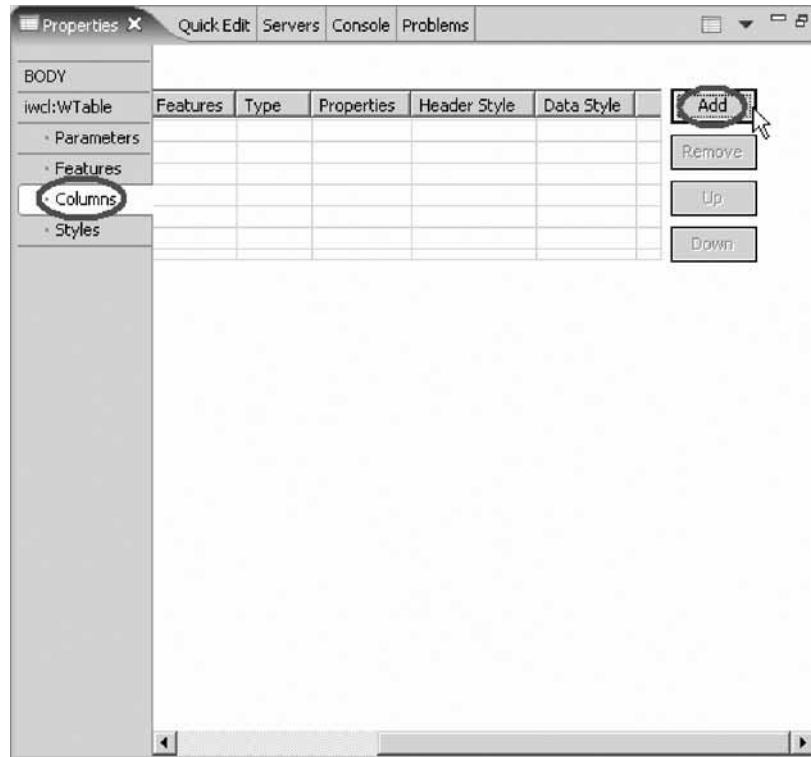 Properties Quick Edit Servers Console Problems
BODY
iwcl:WTable
Features Type Properties Header Style Data Style
Add
· Parameters
Remove
· Features
· Columns
Up
· Styles
Down